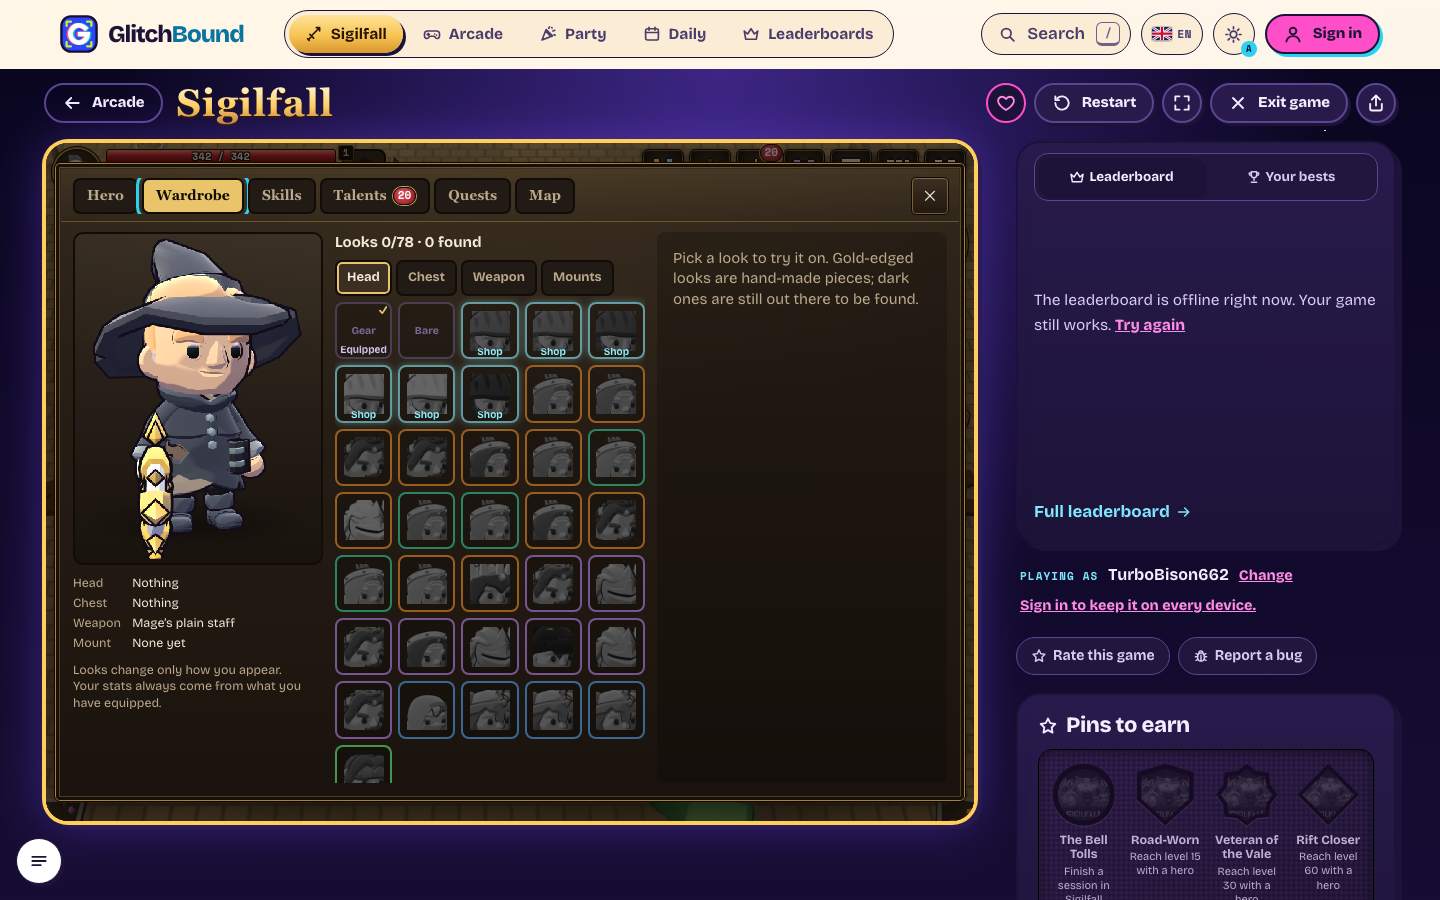 GlitchBound
Sigilfall
Arcade
Party
Daily
Leaderboards
Search /
EN
A
Sign in
Arcade
Sigilfall
Restart
Exit game
342 / 342
1
20
Hero
Wardrobe
Skills
Talents 20
Quests
Map
Looks 0/78 · 0 found
Head
Chest
Weapon
Mounts
Gear
Equipped
Bare
Shop
Shop
Shop
Shop
Shop
Shop
Pick a look to try it on. Gold-edged
looks are hand-made pieces; dark
ones are still out there to be found.
Head Nothing
Chest Nothing
Weapon Mage's plain staff
Mount None yet
Looks change only how you appear.
Your stats always come from what you
have equipped.
Leaderboard
Your bests
The leaderboard is offline right now. Your game
still works. Try again
Full leaderboard
PLAYING AS TurboBison662 Change
Sign in to keep it on every device.
Rate this game
Report a bug
Pins to earn
The Bell
Tolls
Finish a
session in
Sigilfall
Road-Worn
Reach level 15
with a hero
Veteran of
the Vale
Reach level
30 with a
hero
Rift Closer
Reach level
60 with a
hero